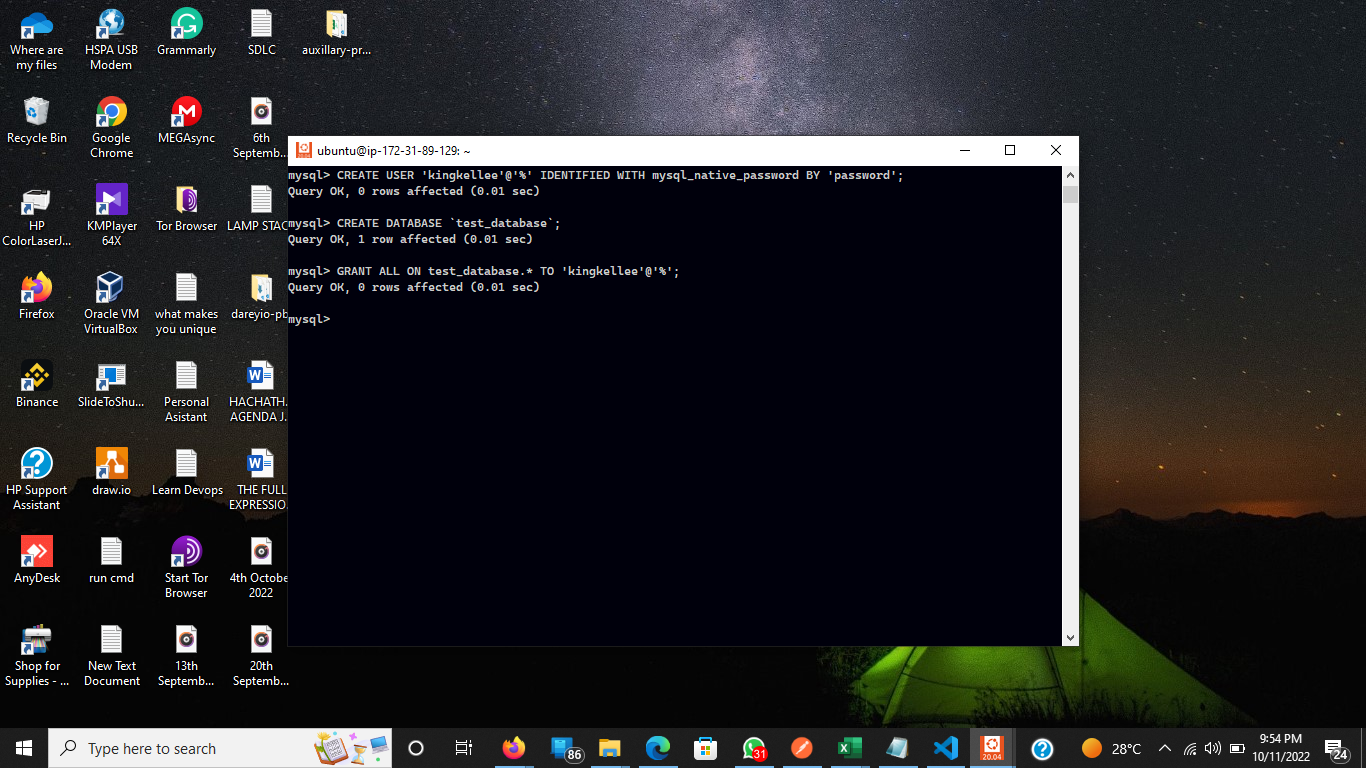 Where are
my files
HSPA USB
Modem
Grammarly
SDLC
auxillary-pr...
Recycle Bin
Google
Chrome
MEGAsync
6th
Septemb...
HP
ColorLaserJ...
KMPlayer
64X
Tor Browser
LAMP STAC
Firefox
Oracle VM
VirtualBox
what makes
you unique
dareyio-pb
Binance
SlideToShu...
Personal
Asistant
HACHATH.
AGENDA J.
HP Support
Assistant
draw.io
Learn Devops
THE FULL
EXPRESSIO.
AnyDesk
run cmd
Start Tor
Browser
4th Octobe
2022
Shop for
Supplies - ...
New Text
Document
13th
Septemb...
20th
Septemb...
ubuntu@ip-172-31-89-129: ~
mysql> CREATE USER 'kingkellee'@'%' IDENTIFIED WITH mysql_native_password BY 'password';
Query OK, 0 rows affected (0.01 sec)
mysql> CREATE DATABASE `test_database`;
Query OK, 1 row affected (0.01 sec)
mysql> GRANT ALL ON test_database.* TO 'kingkellee'@'%';
Query OK, 0 rows affected (0.01 sec)
mysql>
Type here to search
86
31
20.04
28°C
9:54 PM
10/11/2022
24